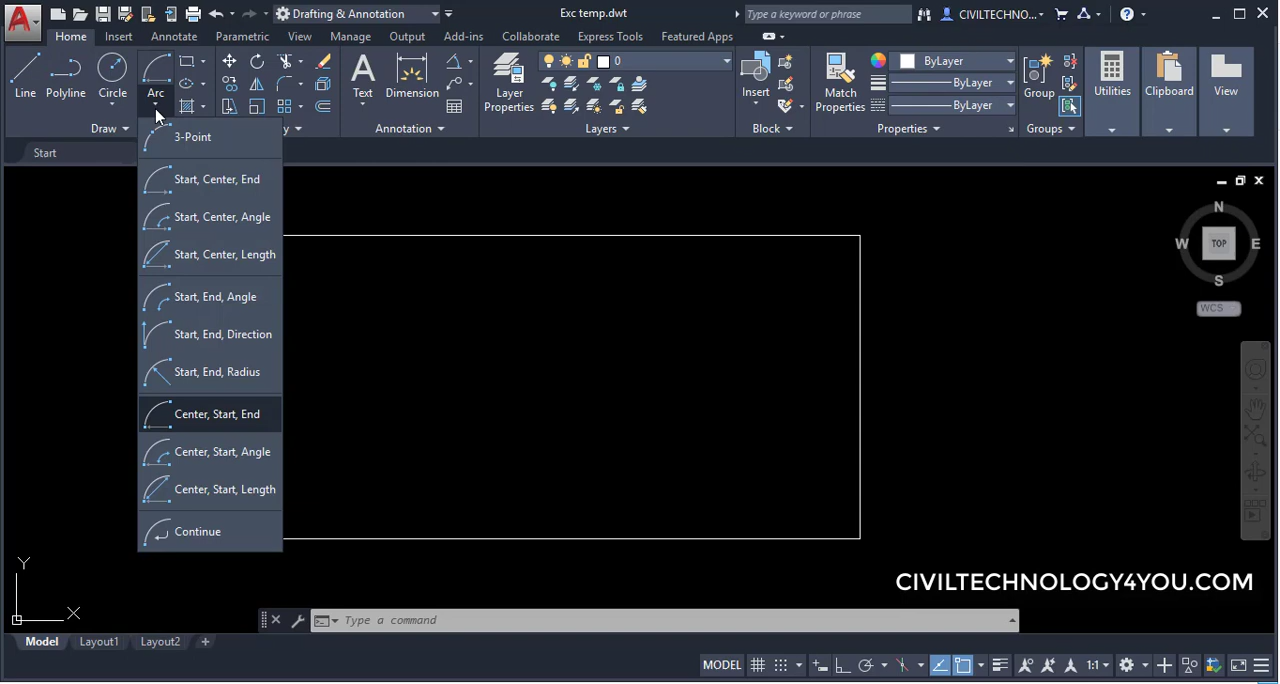 A
Drafting & Annotation
Exc temp.dwt
Type a keyword or phrase
CIVILTECHNO...
Home
Insert
Annotate
Parametric
View
Manage
Output
Add-ins
Collaborate
Express Tools
Featured Apps
Line
Polyline
Circle
Arc
A
Text
Dimension
Layer
Properties
0
Insert
Match
Properties
ByLayer
ByLayer
ByLayer
Group
Utilities
Clipboard
View
Draw
Annotation
Layers
Block
Properties
Groups
Start
3-Point
Start, Center, End
Start, Center, Angle
Start, Center, Length
Start, End, Angle
Start, End, Direction
Start, End, Radius
Center, Start, End
Center, Start, Angle
Center, Start, Length
Continue
N
W
TOP
E
S
WCS
Y
X
CIVILTECHNOLOGY4YOU.COM
Type a command
Model
Layout1
Layout2
+
MODEL
1:1